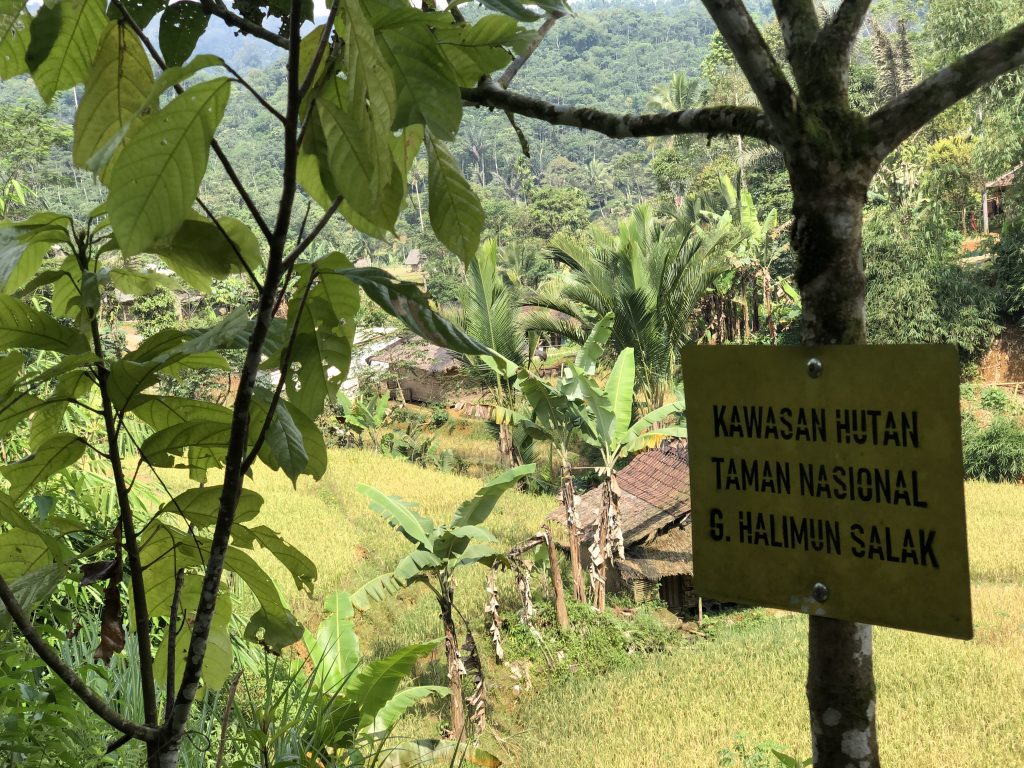 KAWASAN HUTAN
TAMAN NASIONAL
G. HALIMUN SALAK